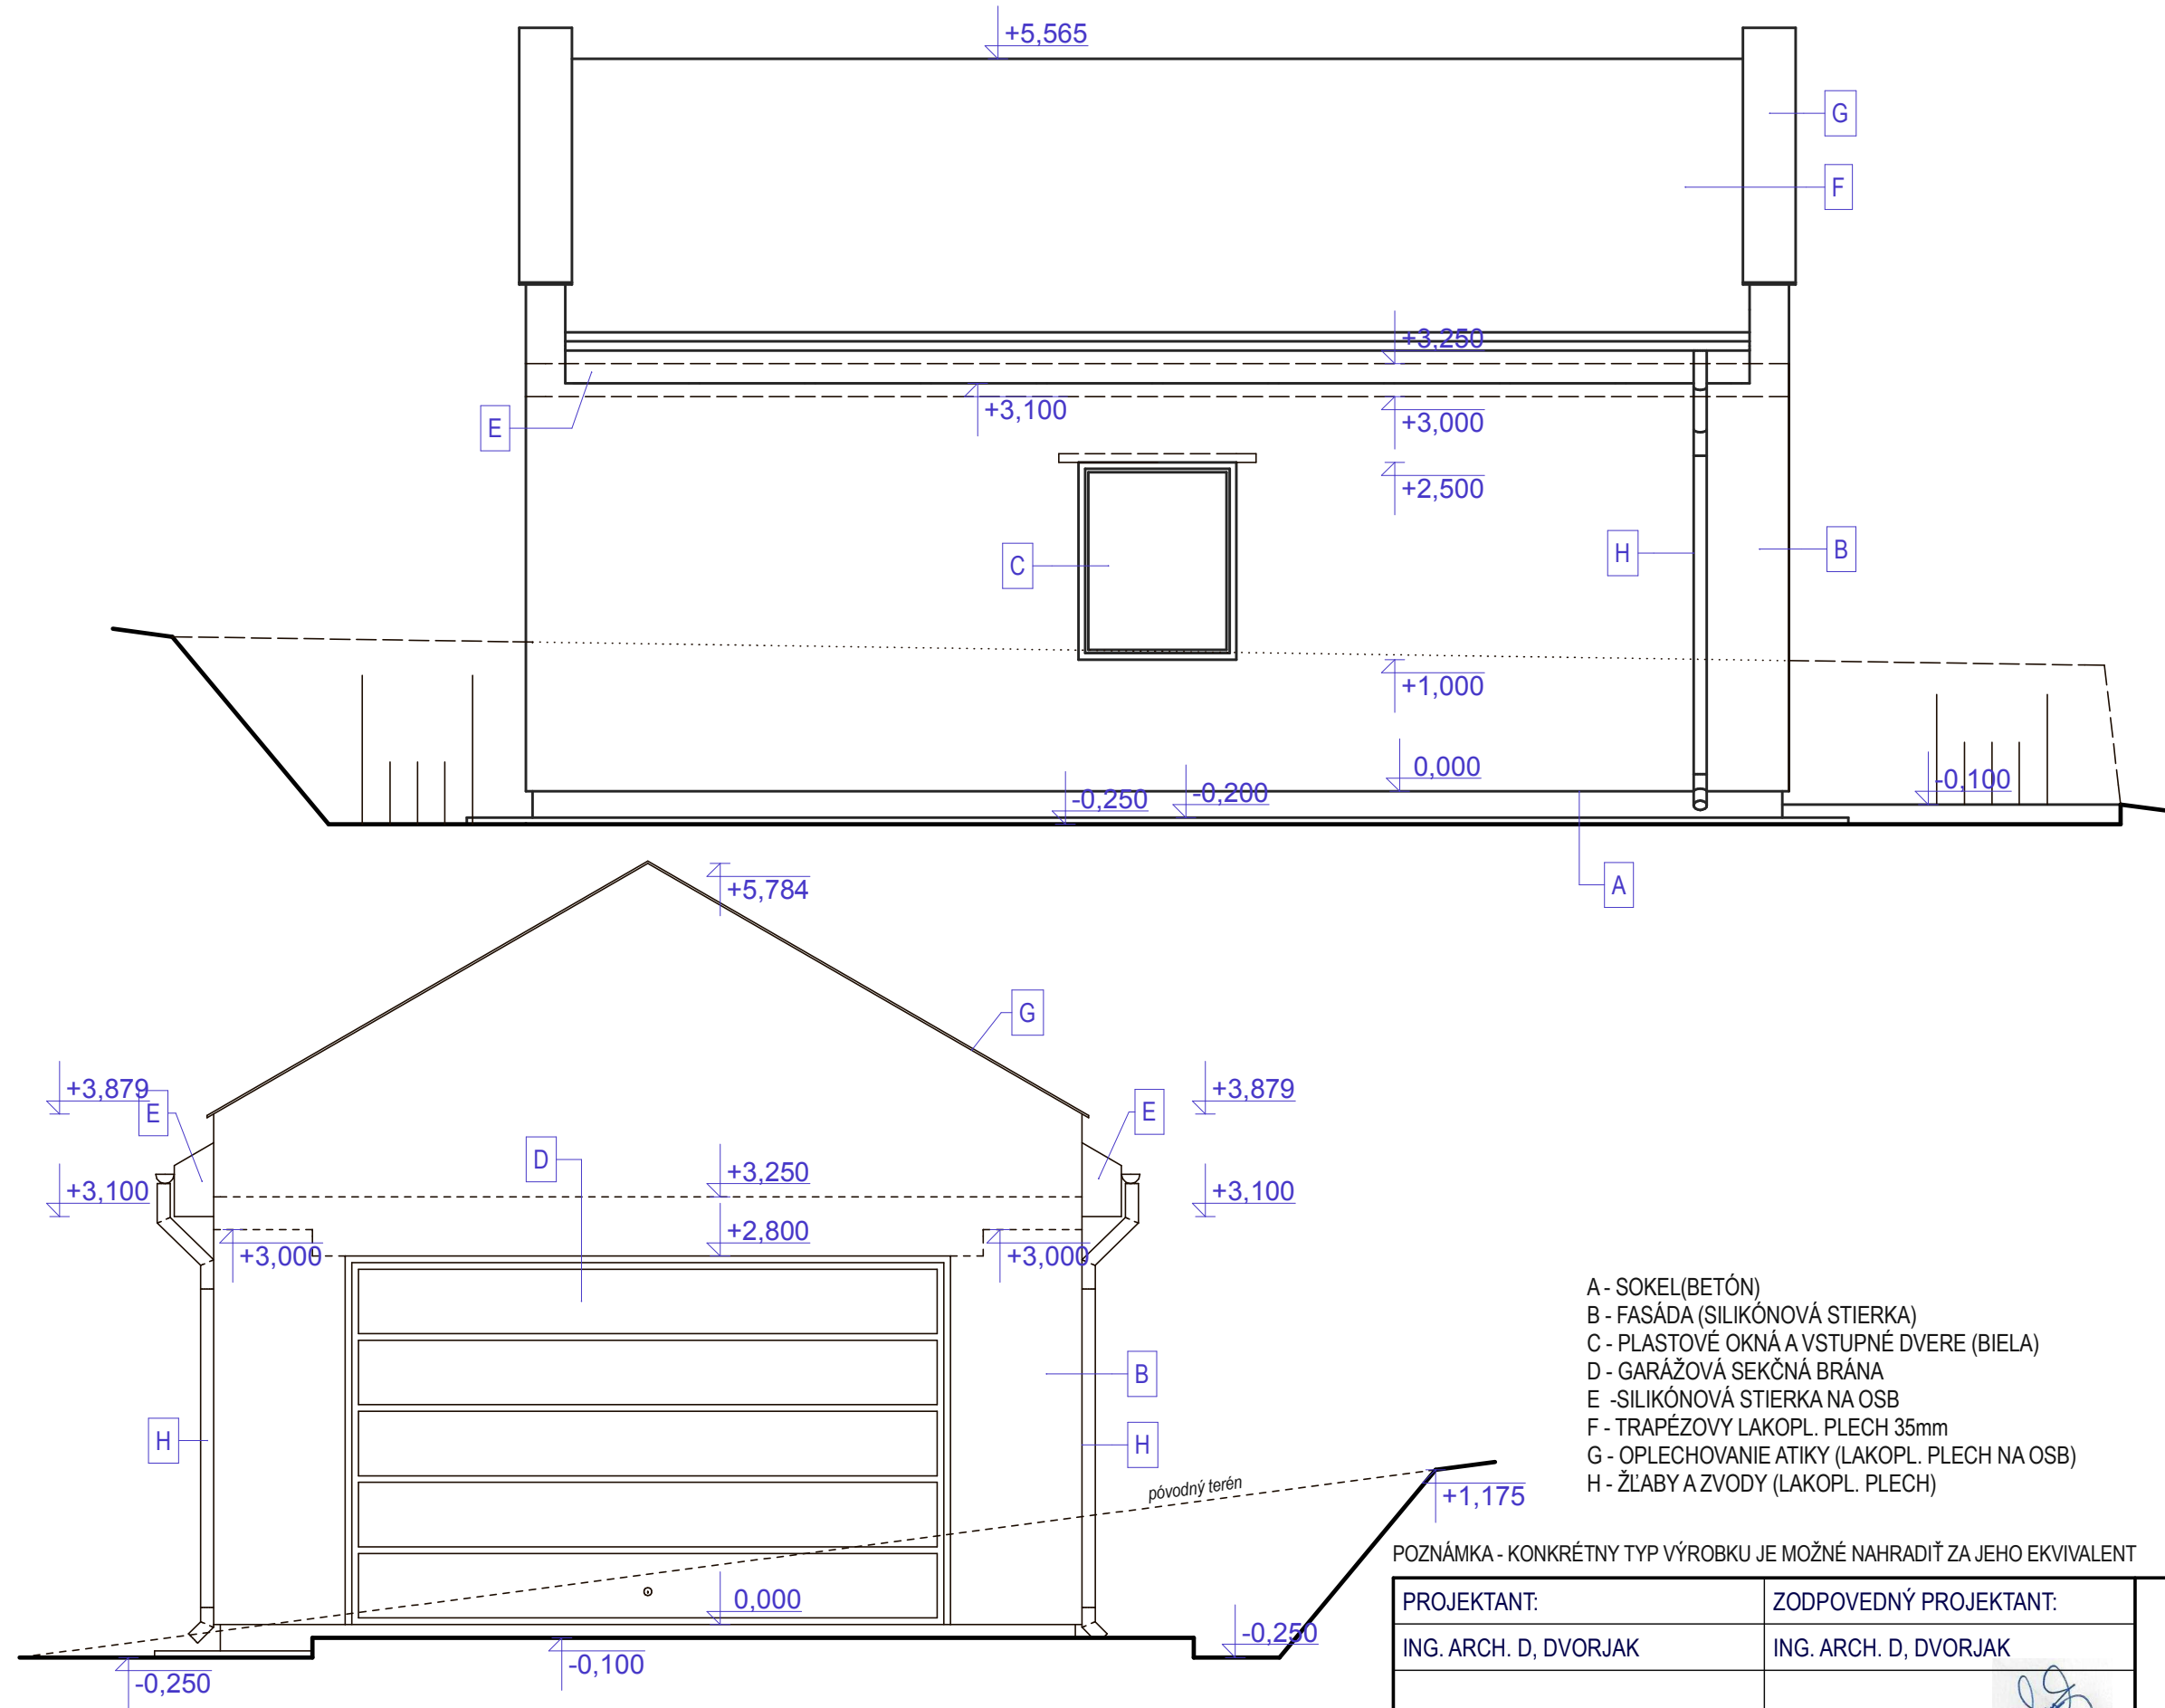 +5,565
G
F
+3,250
E
+3,100
+3,000
+2,500
C
H
B
+1,000
0,000
-0,250
-0,200
-0,100
A
+5,784
G
+3,879
E
E
+3,879
D
+3,100
+3,250
+3,100
+3,000
+2,800
+3,000
B
H
H
póvodný terén
+1,175
0,000
-0,250
-0,100
-0,250
A - SOKEL(BETÓN)
B - FASÁDA (SILIKÓNOVÁ STIERKA)
C - PLASTOVÉ OKNÁ A VSTUPNÉ DVERE (BIELA)
D - GARÁŽOVÁ SEKČNÁ BRÁNA
E -SILIKÓNOVÁ STIERKA NA OSB
F - TRAPÉZOVY LAKOPL. PLECH 35mm
G - OPLECHOVANIE ATIKY (LAKOPL. PLECH NA OSB)
H - ŽĽABY A ZVODY (LAKOPL. PLECH)
POZNÁMKA - KONKRÉTNY TYP VÝROBKU JE MOŽNÉ NAHRADIŤ ZA JEHO EKVIVALENT
PROJEKTANT:
ZODPOVEDNÝ PROJEKTANT:
ING. ARCH. D, DVORJAK
ING. ARCH. D, DVORJAK